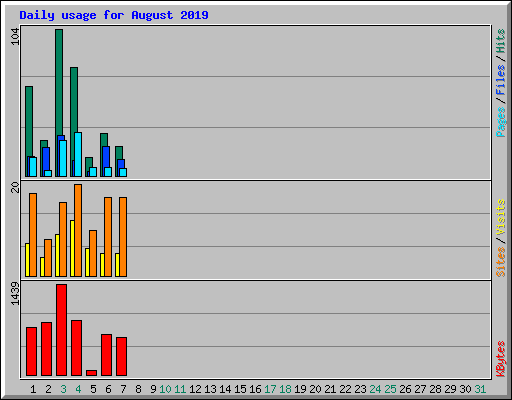 Daily usage for August 2019
104
Pages / Files / Hits
20
Sites / Visits
1439
KBytes
1 2 3 4 5 6 7 8 9 10 11 12 13 14 15 16 17 18 19 20 21 22 23 24 25 26 27 28 29 30 31